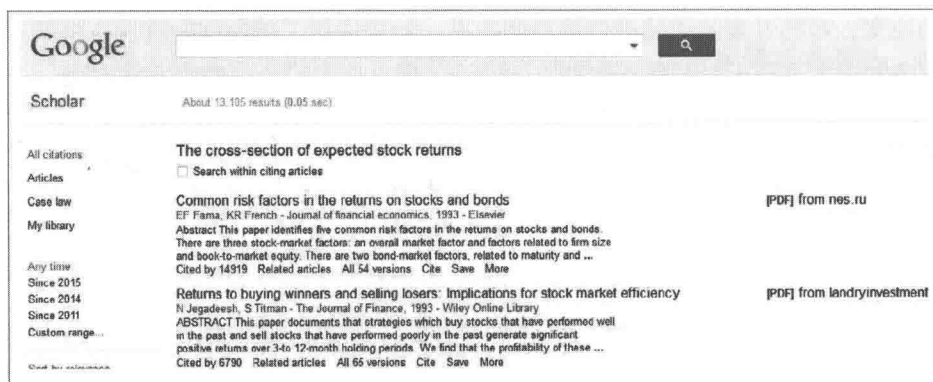 Google
Scholar
About 13,105 results (0.05 sec)
All citations
Articles
Case law
My library
Any time
Since 2015
Since 2014
Since 2011
Custom range...
Sort by relevance
The cross-section of expected stock returns
Search within citing articles
Common risk factors in the returns on stocks and bonds
[PDF] from nes.ru
EF Fama, KR French - Journal of financial economics, 1993 - Elsevier
Abstract This paper identifies five common risk factors in the returns on stocks and bonds.
There are three stock-market factors: an overall market factor and factors related to firm size
and book-to-market equity. There are two bond-market factors, related to maturity and ...
Cited by 14919 Related articles All 54 versions Cite Save More
Returns to buying winners and selling losers: Implications for stock market efficiency
[PDF] from landryinvestment
N Jegadeesh, S Titman - The Journal of Finance, 1993 - Wiley Online Library
ABSTRACT This paper documents that strategies which buy stocks that have performed well
in the past and sell stocks that have performed poorly in the past generate significant
positive returns over 3-to 12-month holding periods. We find that the profitability of these ...
Cited by 6790 Related articles All 65 versions Cite Save More